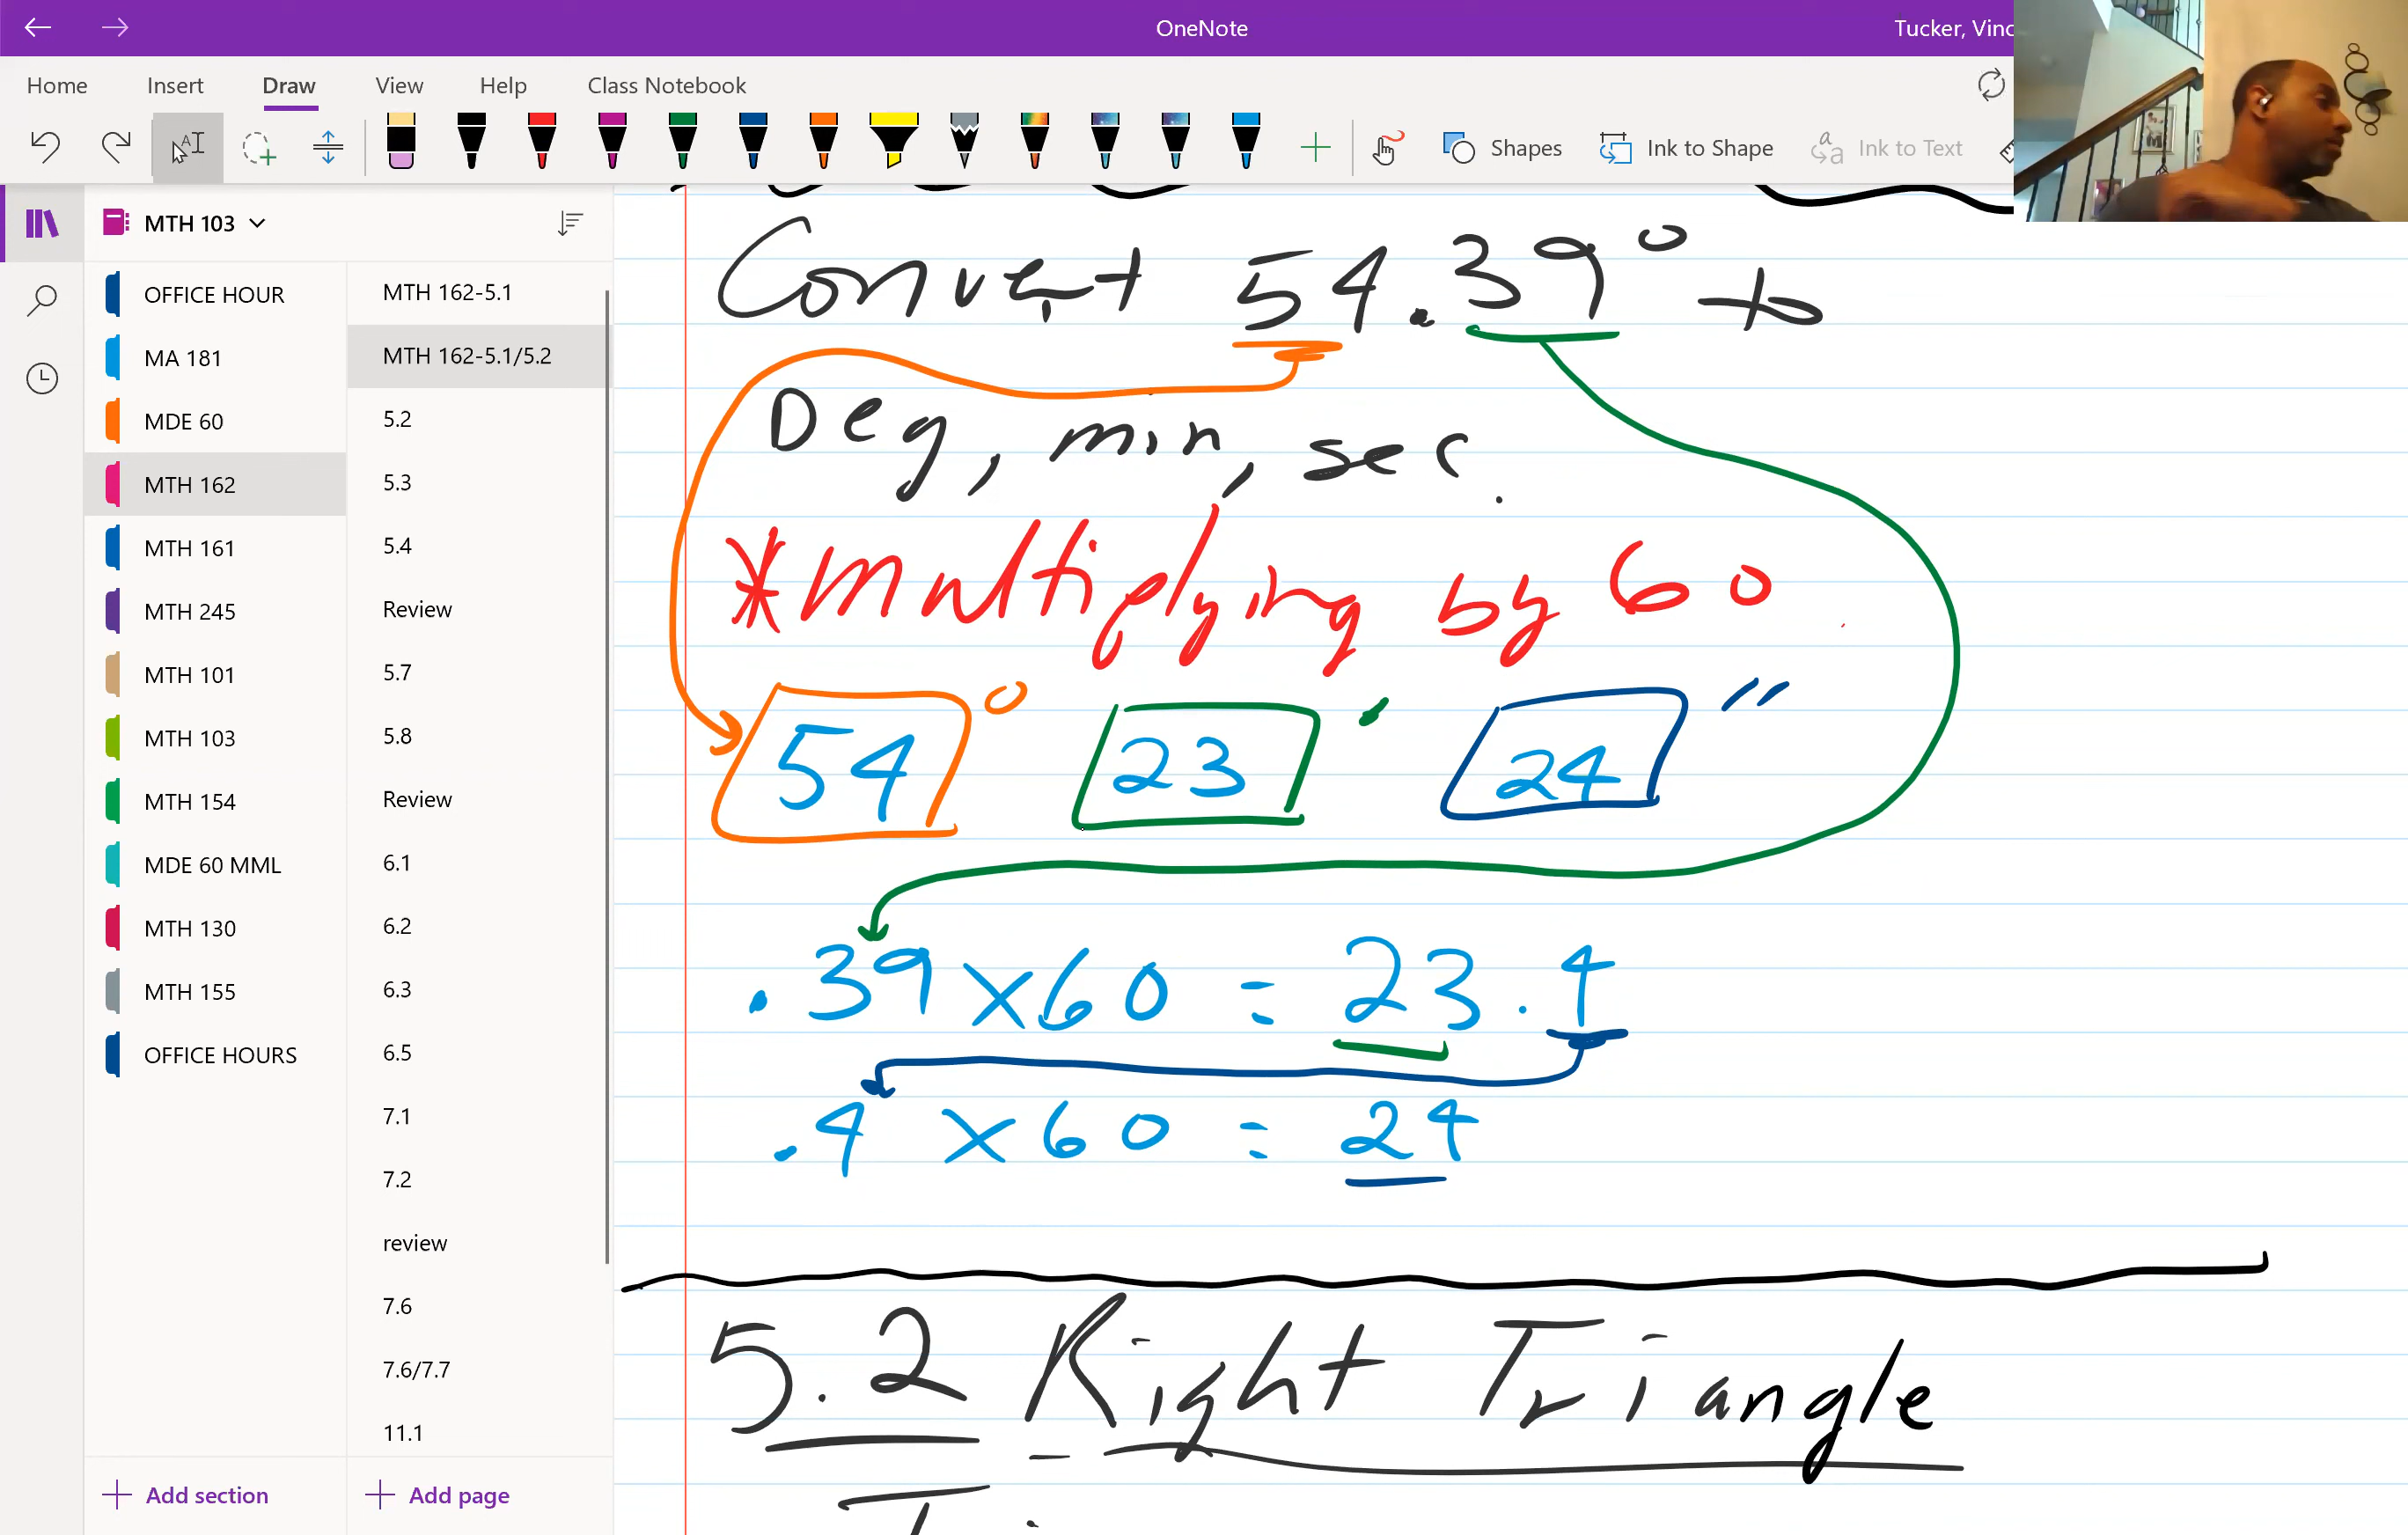 OneNote
Tucker, Vinc
Home Insert Draw View Help Class Notebook
Shapes Ink to Shape Ink to Text
MTH 103
OFFICE HOUR
MA 181
MDE 60
MTH 162
MTH 161
MTH 245
MTH 101
MTH 103
MTH 154
MDE 60 MML
MTH 130
MTH 155
OFFICE HOURS
Add section
MTH 162-5.1
MTH 162-5.1/5.2
5.2
5.3
5.4
Review
5.7
5.8
Review
6.1
6.2
6.3
6.5
7.1
7.2
review
7.6
7.6/7.7
11.1
Add page
Convert 54.39° to
Deg, min, sec.
*Multiplying by 60
54° 23' 24"
.39 × 60 = 23.4
.4 × 60 = 24
5.2 Right Triangle